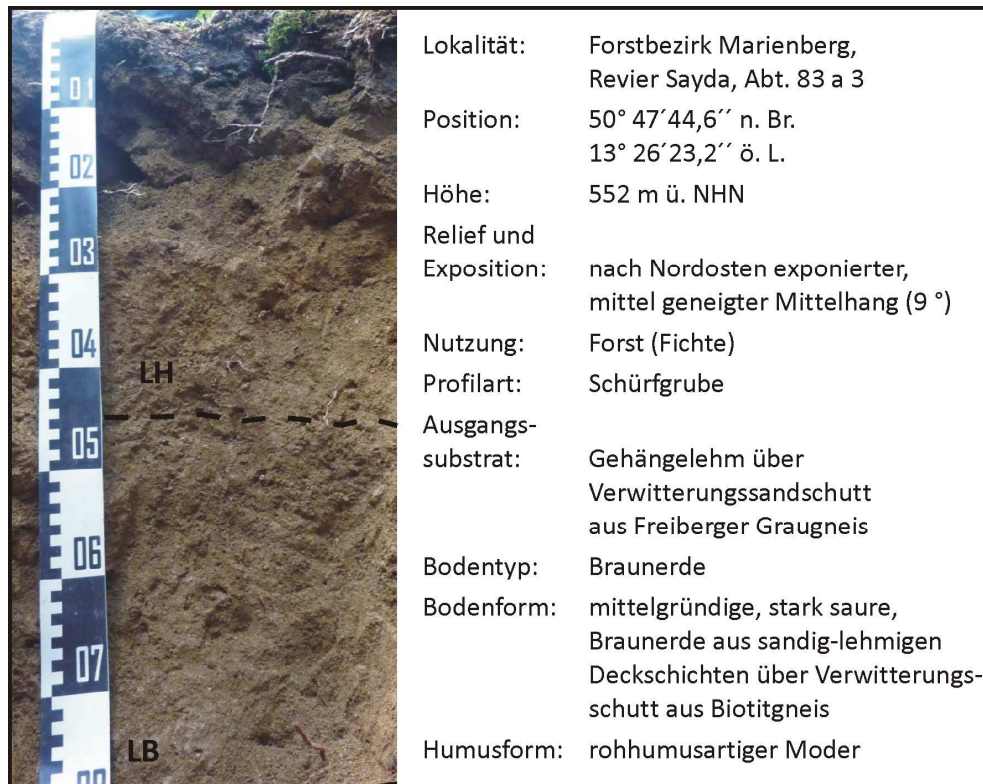 01
02
03
04
05
06
07
LH
LB
Lokalität: Forstbezirk Marienberg,
Revier Sayda, Abt. 83 a 3
Position: 50° 47´44,6´´ n. Br.
13° 26´23,2´´ ö. L.
Höhe: 552 m ü. NHN
Relief und
Exposition: nach Nordosten exponierter,
mittel geneigter Mittelhang (9 °)
Nutzung: Forst (Fichte)
Profilart: Schürfgrube
Ausgangs-
substrat: Gehängelehm über
Verwitterungssandschutt
aus Freiberger Graugneis
Bodentyp: Braunerde
Bodenform: mittelgründige, stark saure,
Braunerde aus sandig-lehmigen
Deckschichten über Verwitterungs-
schutt aus Biotitgneis
Humusform: rohhumusartiger Moder